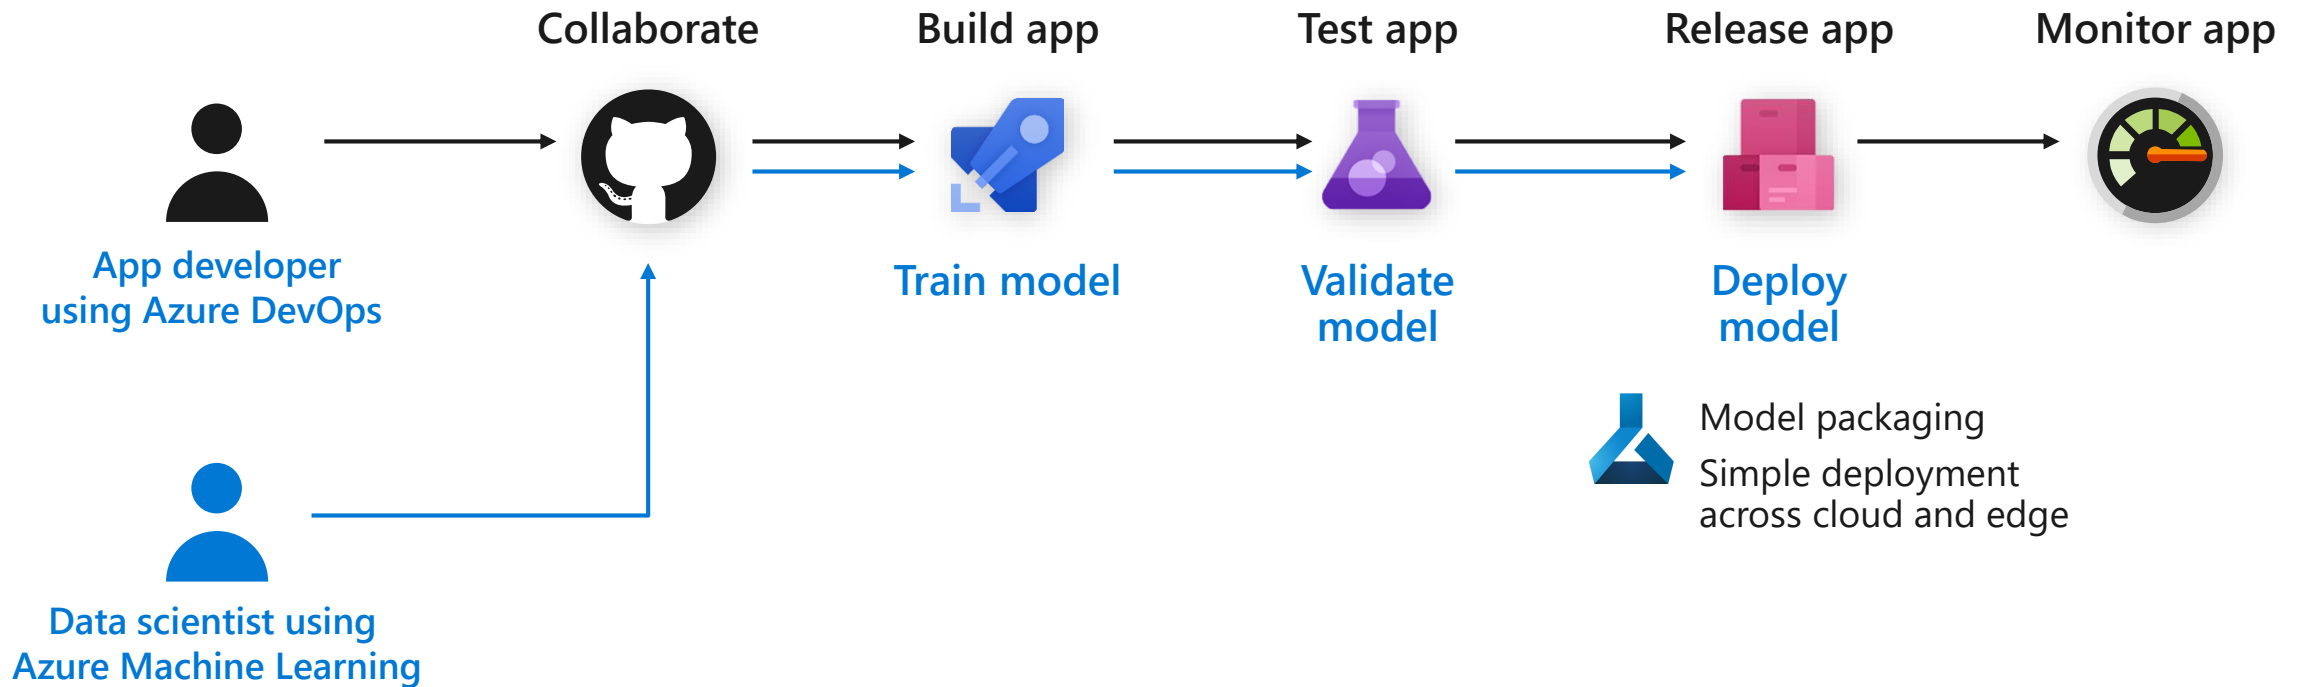 Collaborate
Build app
Test app
Release app
Monitor app
App developer
using Azure DevOps
Train model
Validate
model
Deploy
model
Model packaging
Simple deployment
across cloud and edge
Data scientist using
Azure Machine Learning